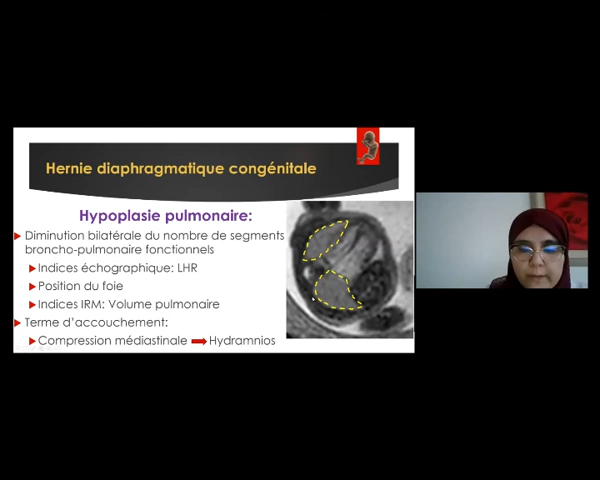 Hernie diaphragmatique congénitale
Hypoplasie pulmonaire:
Diminution bilatérale du nombre de segments
broncho-pulmonaire fonctionnels
Indices échographique: LHR
Position du foie
Indices IRM: Volume pulmonaire
Terme d'accouchement:
Compression médiastinale Hydramnios